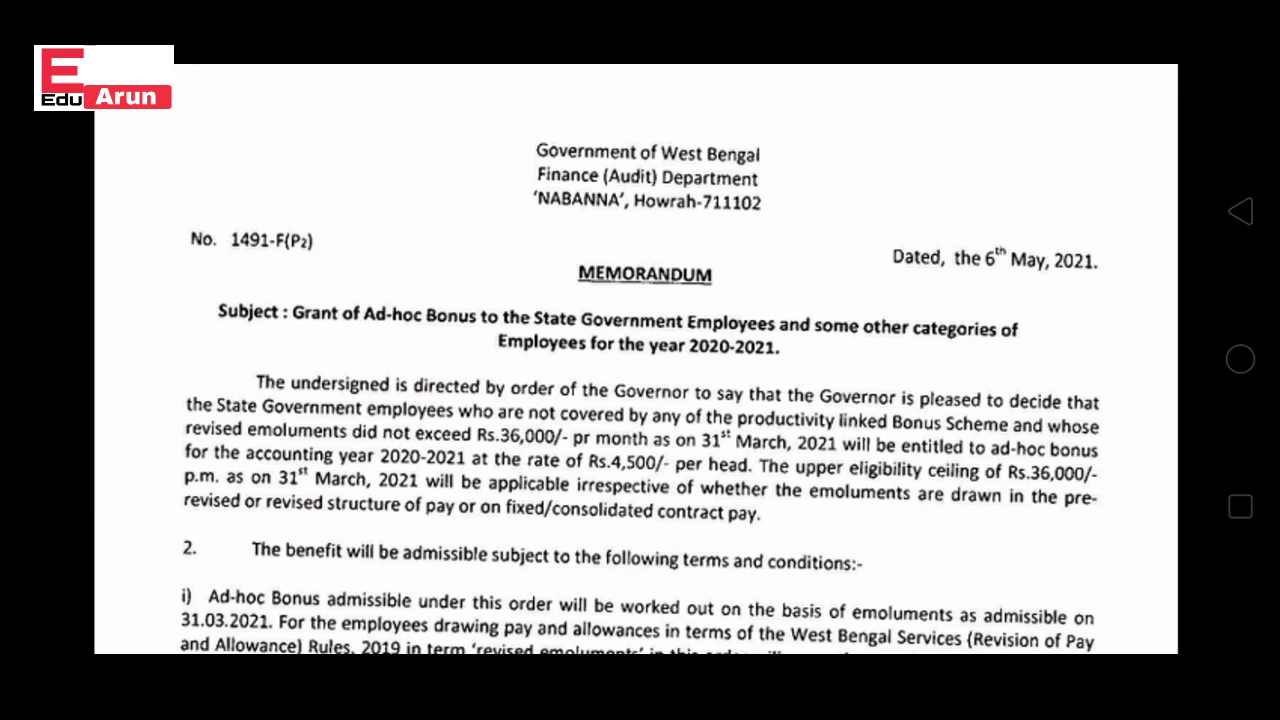 E
Edu Arun
Government of West Bengal
Finance (Audit) Department
'NABANNA', Howrah-711102
No. 1491-F(P2)
Dated, the 6th May, 2021.
MEMORANDUM
Subject : Grant of Ad-hoc Bonus to the State Government Employees and some other categories of
Employees for the year 2020-2021.
The undersigned is directed by order of the Governor to say that the Governor is pleased to decide that
the State Government employees who are not covered by any of the productivity linked Bonus Scheme and whose
revised emoluments did not exceed Rs.36,000/- pr month as on 31st March, 2021 will be entitled to ad-hoc bonus
for the accounting year 2020-2021 at the rate of Rs.4,500/- per head. The upper eligibility ceiling of Rs.36,000/-
p.m. as on 31st March, 2021 will be applicable irrespective of whether the emoluments are drawn in the pre-
revised or revised structure of pay or on fixed/consolidated contract pay.
2. The benefit will be admissible subject to the following terms and conditions:-
i) Ad-hoc Bonus admissible under this order will be worked out on the basis of emoluments as admissible on
31.03.2021. For the employees drawing pay and allowances in terms of the West Bengal Services (Revision of Pay
and Allowance) Rules, 2019 in term 'revised emoluments' in this